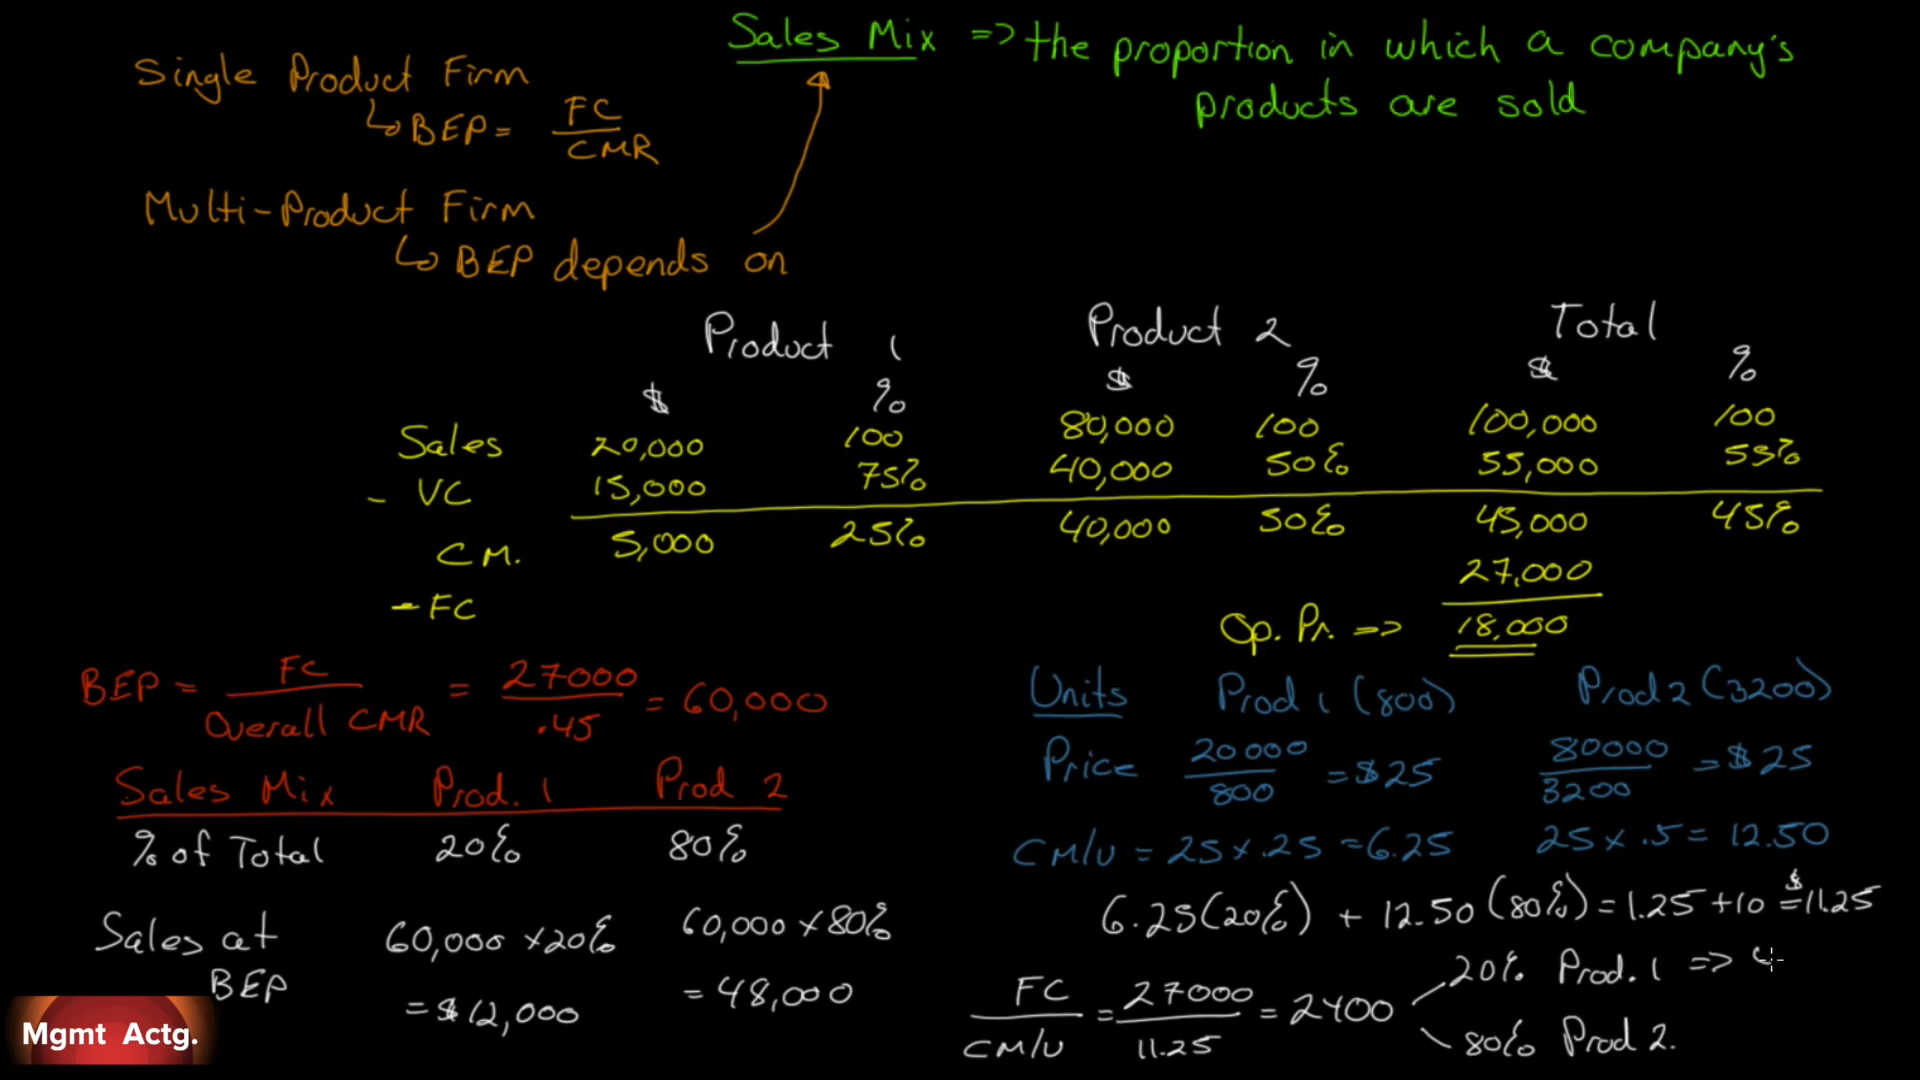 Sales Mix => the proportion in which a company's
products are sold
Single Product Firm
↳ BEP = FC / CMR
Multi-Product Firm
↳ BEP depends on
Product 1 Product 2 Total
$ % $ % $ %
Sales 20,000 100 80,000 100 100,000 100
- VC 15,000 75% 40,000 50% 55,000 55%
CM. 5,000 25% 40,000 50% 45,000 45%
- FC 27,000
Op. Pr. => 18,000
BEP = FC / Overall CMR = 27000 / .45 = 60,000
Sales Mix Prod. 1 Prod 2
% of Total 20% 80%
Sales at 60,000 x 20% 60,000 x 80%
BEP = $12,000 = 48,000
Units Prod 1 (800) Prod 2 (3200)
Price 20000 / 800 = $25 80000 / 3200 = $25
CM/U = 25 x .25 = 6.25 25 x .5 = 12.50
6.25(20%) + 12.50(80%) = 1.25 + 10 = $11.25
FC / CM/U = 27000 / 11.25 = 2400
20% Prod. 1 =>
80% Prod 2.
Mgmt Actg.